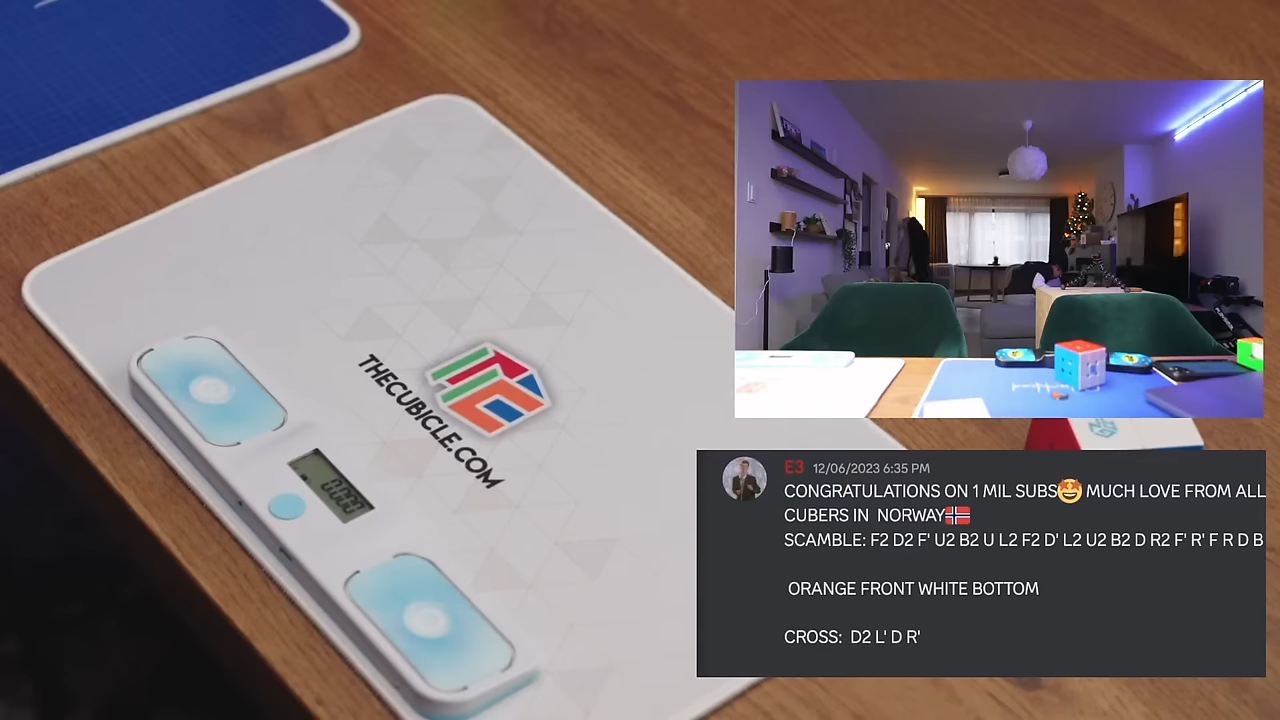 THECUBICLE.COM
0.000
E3 12/06/2023 6:35 PM
CONGRATULATIONS ON 1 MIL SUBS🤩 MUCH LOVE FROM ALL
CUBERS IN NORWAY🇳🇴
SCAMBLE: F2 D2 F' U2 B2 U L2 F2 D' L2 U2 B2 D R2 F' R' F R D B
ORANGE FRONT WHITE BOTTOM
CROSS: D2 L' D R'